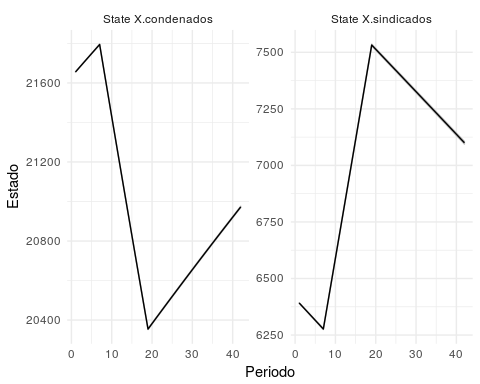 State X.condenados
State X.sindicados
Estado
21600
21200
20800
20400
7500
7250
7000
6750
6500
6250
0 10 20 30 40
0 10 20 30 40
Periodo